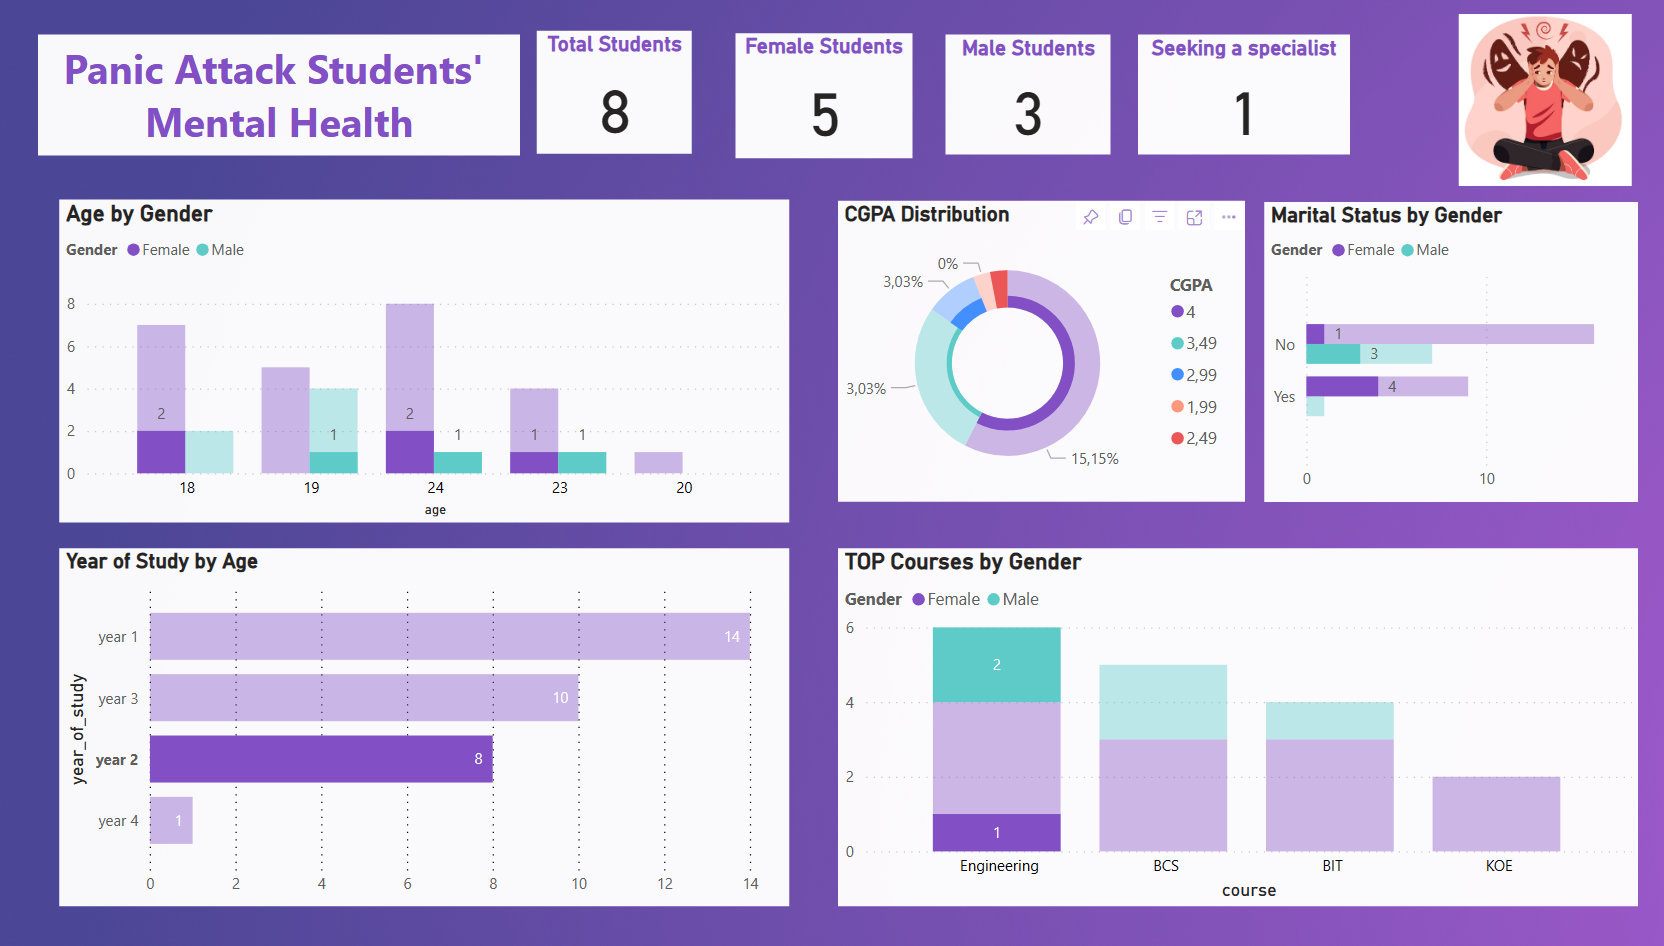 Panic Attack Students'
Mental Health
Total Students
8
Female Students
5
Male Students
3
Seeking a specialist
1
Age by Gender
Gender Female Male
8
6
4
2
0
2
1
2
1
1
1
18 19 24 23 20
age
CGPA Distribution
0%
3,03%
3,03%
15,15%
CGPA
4
3,49
2,99
1,99
2,49
Marital Status by Gender
Gender Female Male
No
1
3
Yes
4
0 10
Year of Study by Age
year_of_study
year 1 14
year 3 10
year 2 8
year 4 1
0 2 4 6 8 10 12 14
TOP Courses by Gender
Gender Female Male
6
4
2
0
2
1
Engineering BCS BIT KOE
course